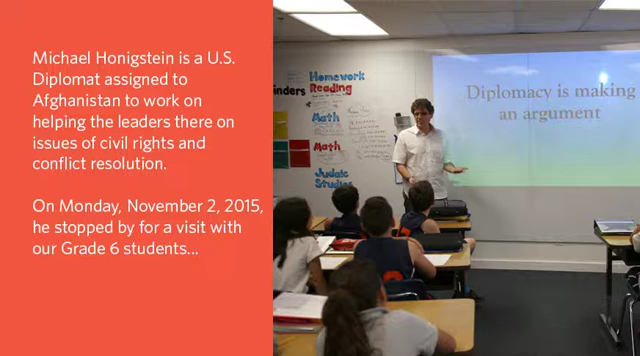 Michael Honigstein is a U.S.
Diplomat assigned to
Afghanistan to work on
helping the leaders there on
issues of civil rights and
conflict resolution.
On Monday, November 2, 2015,
he stopped by for a visit with
our Grade 6 students...
Homework
inders Reading
Math
Math
Judaic
Studies
Diplomacy is making
an argument